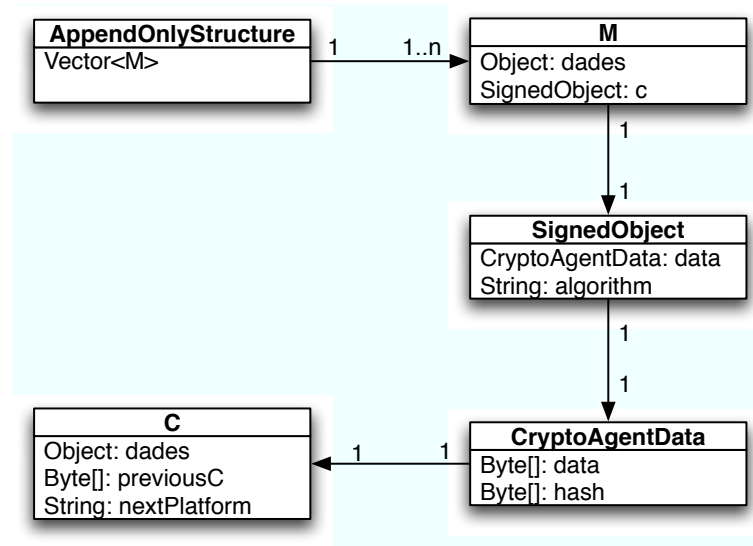 AppendOnlyStructure
Vector<M>
1
1..n
M
Object: dades
SignedObject: c
1
1
SignedObject
CryptoAgentData: data
String: algorithm
1
1
CryptoAgentData
Byte[]: data
Byte[]: hash
1
1
C
Object: dades
Byte[]: previousC
String: nextPlatform